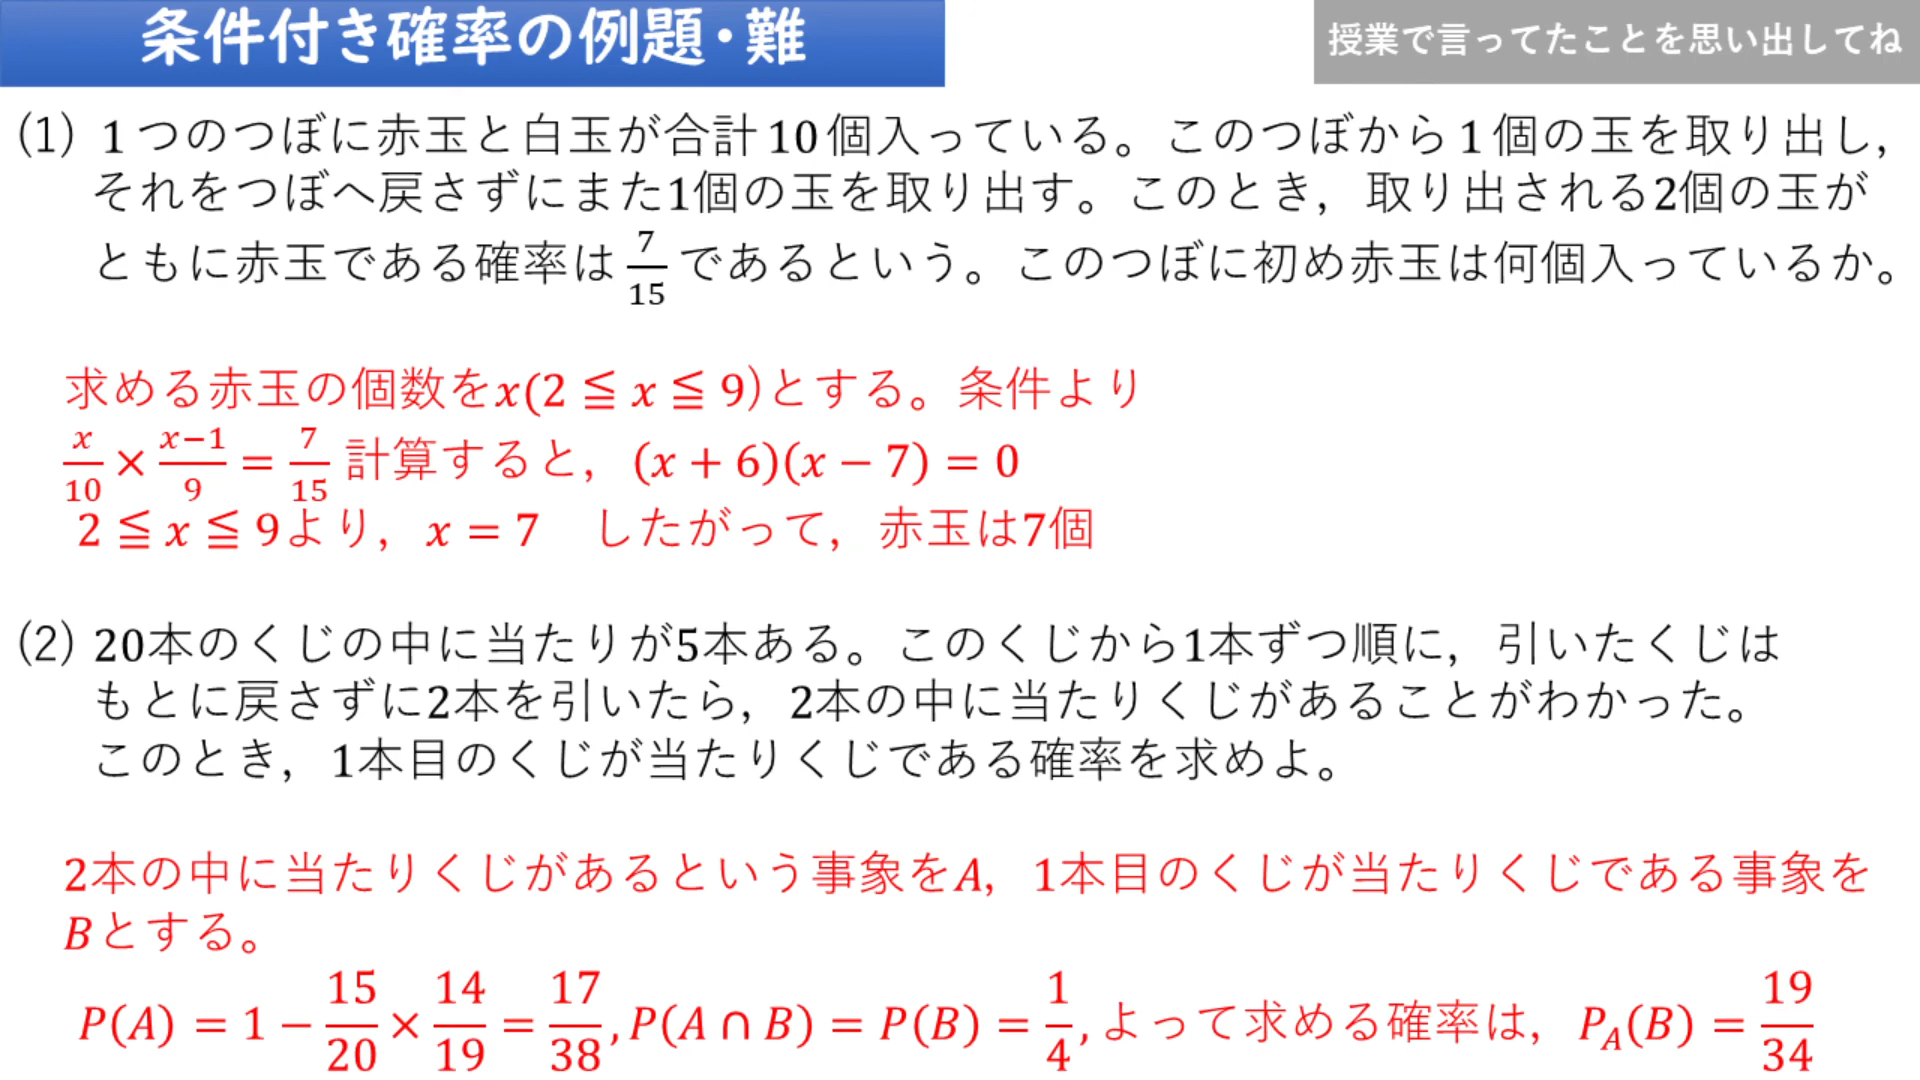 条件付き確率の例題・難
授業で言ってたことを思い出してね
(1) 1つのつぼに赤玉と白玉が合計10個入っている。このつぼから1個の玉を取り出し,
それをつぼへ戻さずにまた1個の玉を取り出す。このとき, 取り出される2個の玉が
ともに赤玉である確率は 7/15 であるという。このつぼに初め赤玉は何個入っているか。
求める赤玉の個数をx(2 ≦ x ≦ 9)とする。条件より
x/10 × x−1/9 = 7/15 計算すると, (x + 6)(x − 7) = 0
2 ≦ x ≦ 9より, x = 7 したがって, 赤玉は7個
(2) 20本のくじの中に当たりが5本ある。このくじから1本ずつ順に, 引いたくじは
もとに戻さずに2本を引いたら, 2本の中に当たりくじがあることがわかった。
このとき, 1本目のくじが当たりくじである確率を求めよ。
2本の中に当たりくじがあるという事象をA, 1本目のくじが当たりくじである事象を
Bとする。
P(A) = 1 − 15/20 × 14/19 = 17/38, P(A ∩ B) = P(B) = 1/4, よって求める確率は, P_A(B) = 19/34